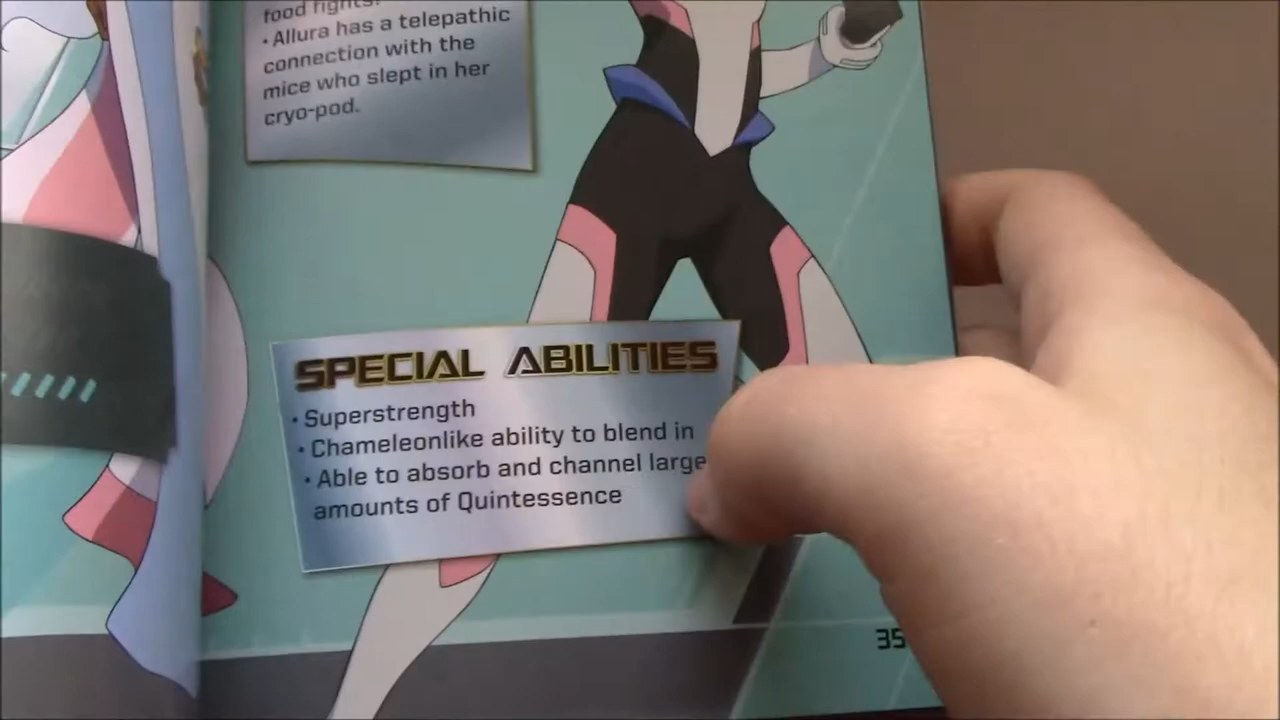 food fights.
· Allura has a telepathic
connection with the
mice who slept in her
cryo-pod.
SPECIAL ABILITIES
· Superstrength
· Chameleonlike ability to blend in
· Able to absorb and channel large
amounts of Quintessence
35